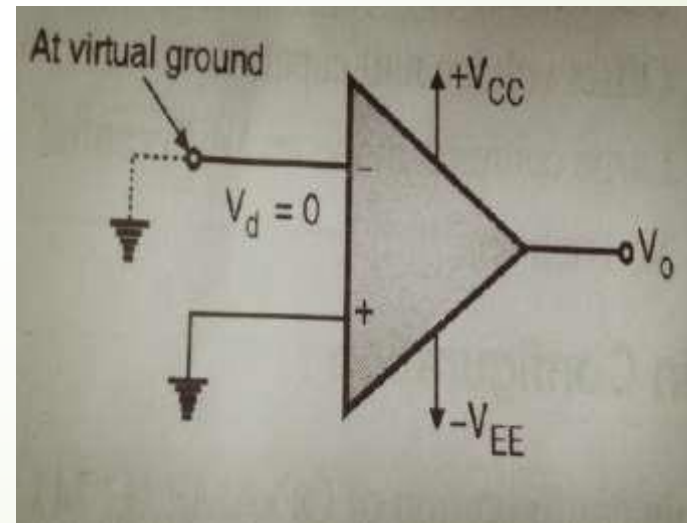 At virtual ground
+VCC
−
Vd = 0
Vo
+
−VEE